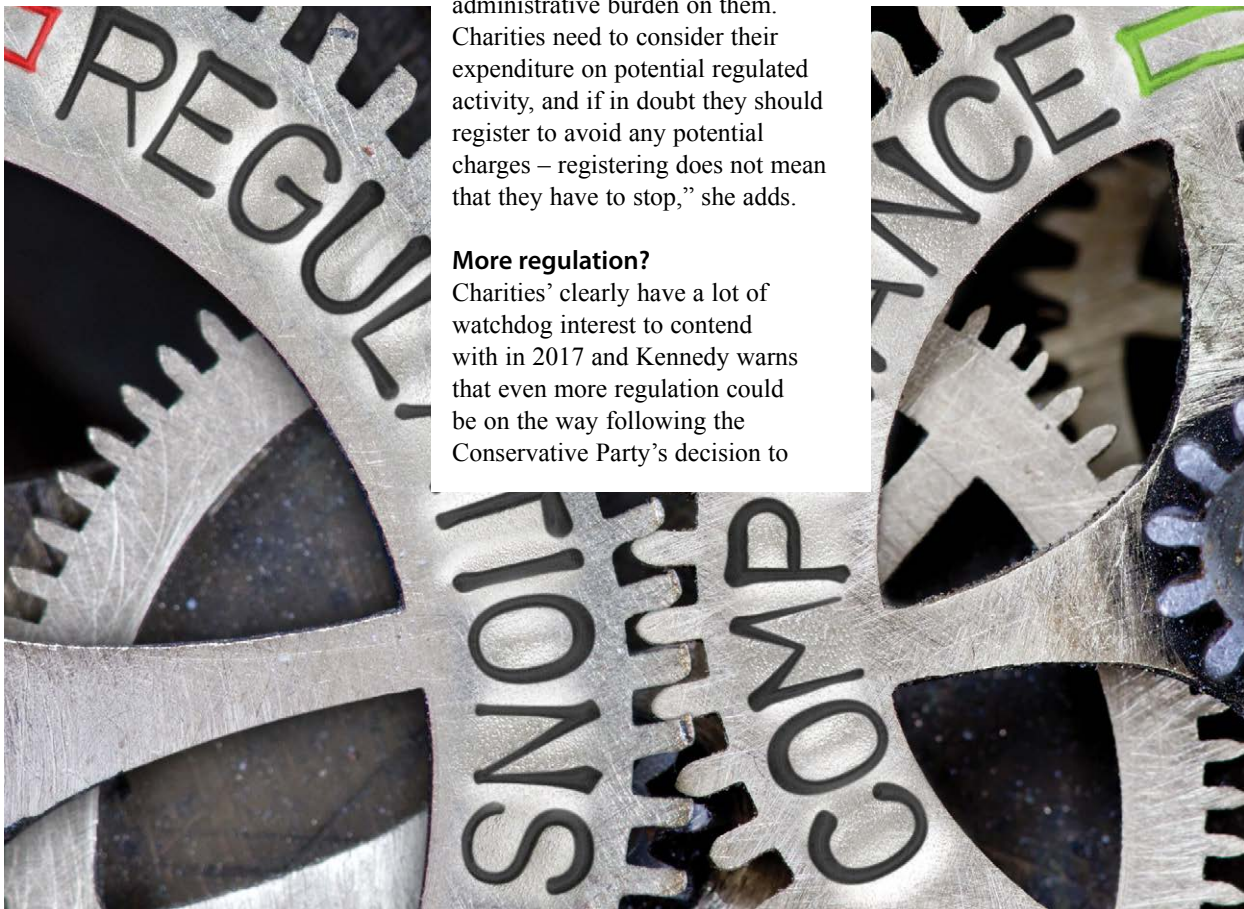 administrative burden on them.
Charities need to consider their
expenditure on potential regulated
activity, and if in doubt they should
register to avoid any potential
charges – registering does not mean
that they have to stop,” she adds.
More regulation?
Charities’ clearly have a lot of
watchdog interest to contend
with in 2017 and Kennedy warns
that even more regulation could
be on the way following the
Conservative Party’s decision to
REGUL
TIONS
COMP
ANCE